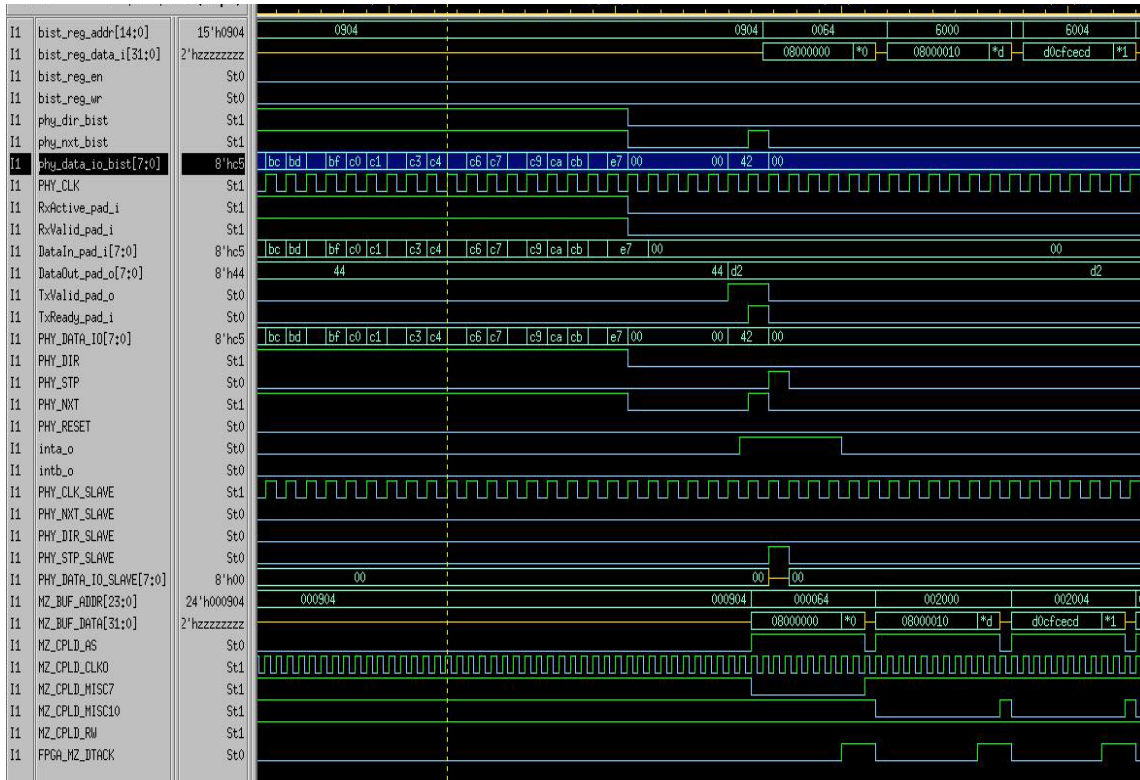 I1 bist_reg_addr[14:0] 15'h0904 0904 0904 0064 6000 6004
I1 bist_reg_data_i[31:0] 2'hzzzzzzzz 08000000 *0 08000010 *d d0cfcecd *1
I1 bist_reg_en St0
I1 bist_reg_wr St0
I1 phy_dir_bist St1
I1 phy_nxt_bist St1
I1 phy_data_io_bist[7:0] 8'hc5 bc bd bf c0 c1 c3 c4 c6 c7 c9 ca cb e7 00 00 42 00
I1 PHY_CLK St1
I1 RxActive_pad_i St1
I1 RxValid_pad_i St1
I1 DataIn_pad_i[7:0] 8'hc5 bc bd bf c0 c1 c3 c4 c6 c7 c9 ca cb e7 00 00
I1 DataOut_pad_o[7:0] 8'h44 44 44 d2 d2
I1 TxValid_pad_o St0
I1 TxReady_pad_i St0
I1 PHY_DATA_IO[7:0] 8'hc5 bc bd bf c0 c1 c3 c4 c6 c7 c9 ca cb e7 00 00 42 00
I1 PHY_DIR St1
I1 PHY_STP St0
I1 PHY_NXT St1
I1 PHY_RESET St0
I1 inta_o St0
I1 intb_o St0
I1 PHY_CLK_SLAVE St1
I1 PHY_NXT_SLAVE St0
I1 PHY_DIR_SLAVE St0
I1 PHY_STP_SLAVE St0
I1 PHY_DATA_IO_SLAVE[7:0] 8'h00 00 00 00
I1 MZ_BUF_ADDR[23:0] 24'h000904 000904 000904 000064 002000 002004
I1 MZ_BUF_DATA[31:0] 2'hzzzzzzzz 08000000 *0 08000010 *d d0cfcecd *1
I1 MZ_CPLD_AS St0
I1 MZ_CPLD_CLKO St1
I1 MZ_CPLD_MISC7 St1
I1 MZ_CPLD_MISC10 St1
I1 MZ_CPLD_RW St1
I1 FPGA_MZ_DTACK St0